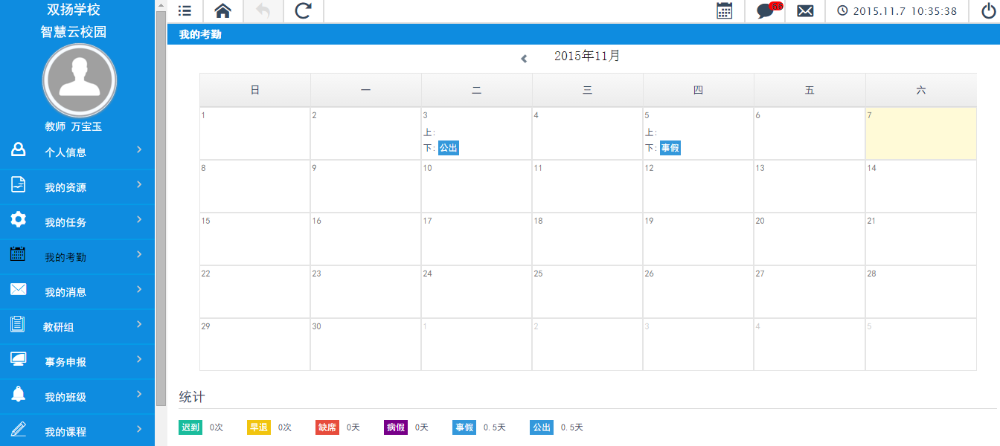 双扬学校
智慧云校园
教师 万宝玉
个人信息
我的资源
我的任务
我的考勤
我的消息
教研组
事务申报
我的班级
我的课程
2015.11.7 10:35:38
我的考勤
2015年11月
日 一 二 三 四 五 六
1 2 3 4 5 6 7
上: 上:
下: 公出 下: 事假
8 9 10 11 12 13 14
15 16 17 18 19 20 21
22 23 24 25 26 27 28
29 30 1 2 3 4 5
统计
迟到 0次 早退 0次 缺席 0天 病假 0天 事假 0.5天 公出 0.5天